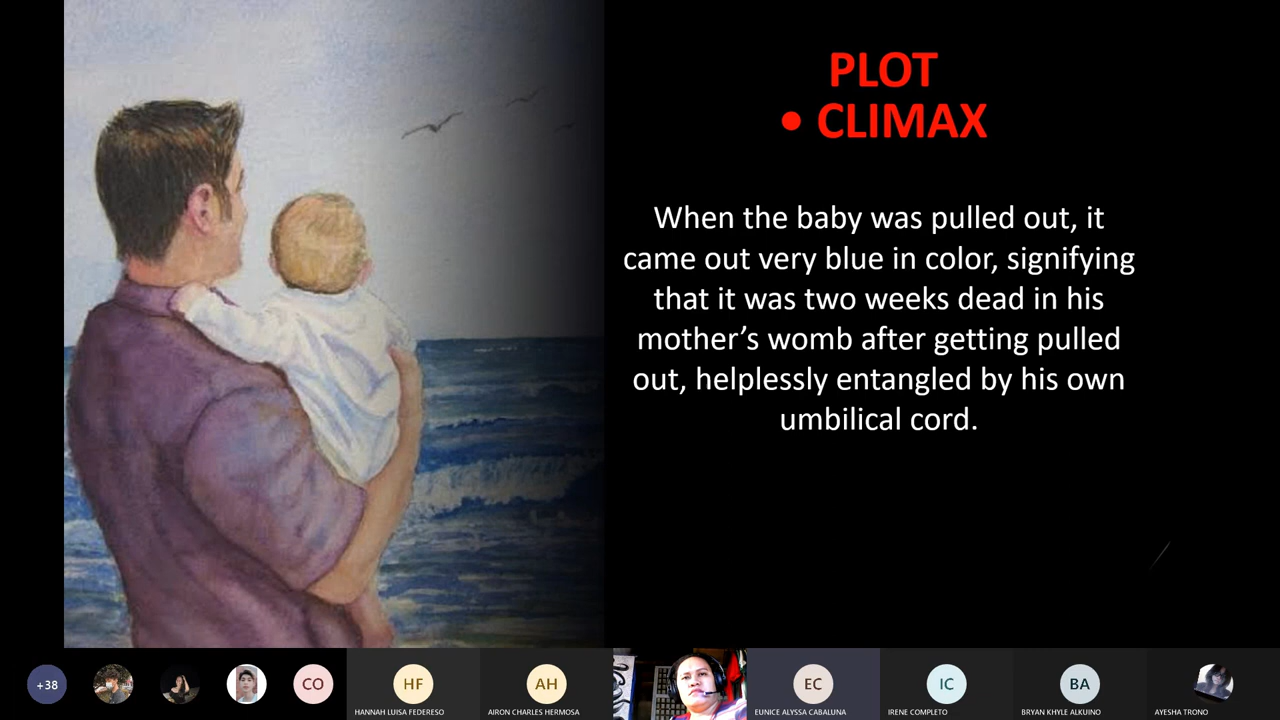 PLOT
• CLIMAX
When the baby was pulled out, it
came out very blue in color, signifying
that it was two weeks dead in his
mother's womb after getting pulled
out, helplessly entangled by his own
umbilical cord.
+38
CO
HF
HANNAH LUISA FEDERESO
AH
AIRON CHARLES HERMOSA
EC
EUNICE ALYSSA CABALUNA
IC
IRENE COMPLETO
BA
BRYAN KHYLE ALKUINO
AYESHA TRONO